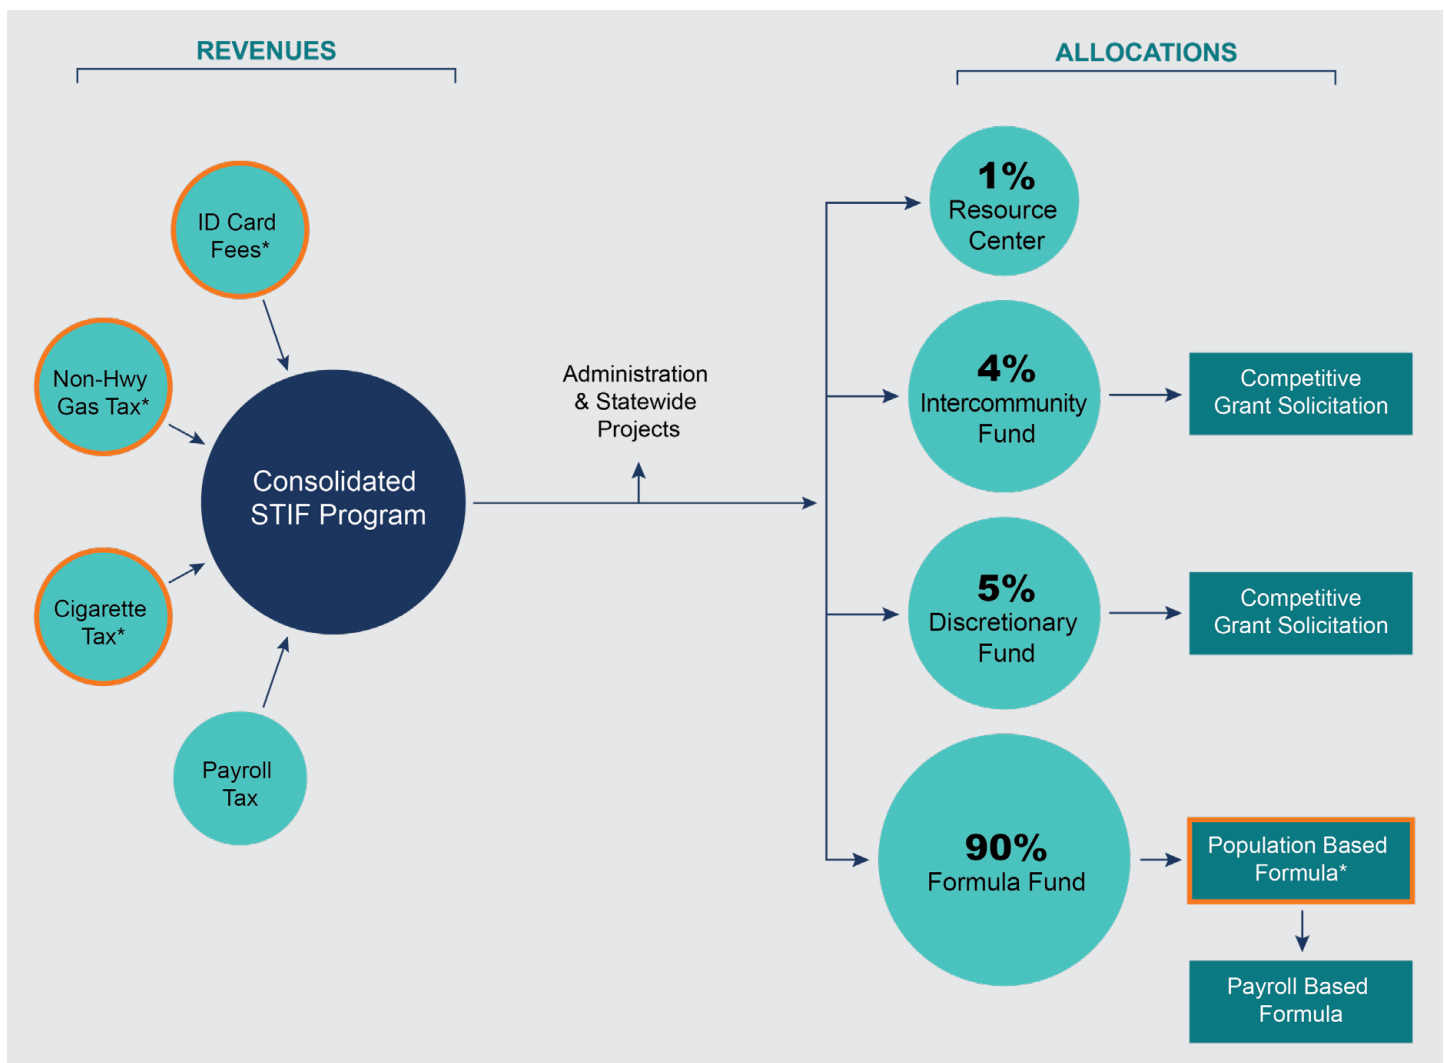 REVENUES
ALLOCATIONS
ID Card
Fees*
Non-Hwy
Gas Tax*
Cigarette
Tax*
Payroll
Tax
Consolidated
STIF Program
Administration
& Statewide
Projects
1%
Resource
Center
4%
Intercommunity
Fund
Competitive
Grant Solicitation
5%
Discretionary
Fund
Competitive
Grant Solicitation
90%
Formula Fund
Population Based
Formula*
Payroll Based
Formula